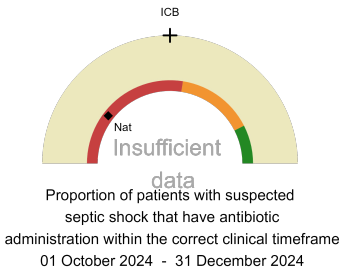 ICB
Nat
Insufficient
data
Proportion of patients with suspected
septic shock that have antibiotic
administration within the correct clinical timeframe
01 October 2024 - 31 December 2024